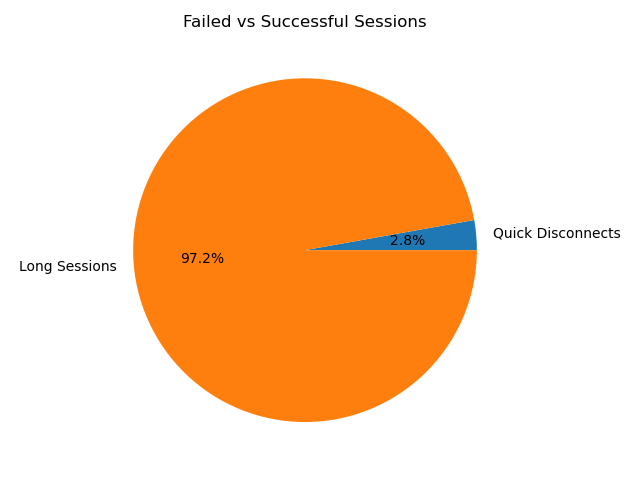 Failed vs Successful Sessions
Quick Disconnects
2.8%
97.2%
Long Sessions